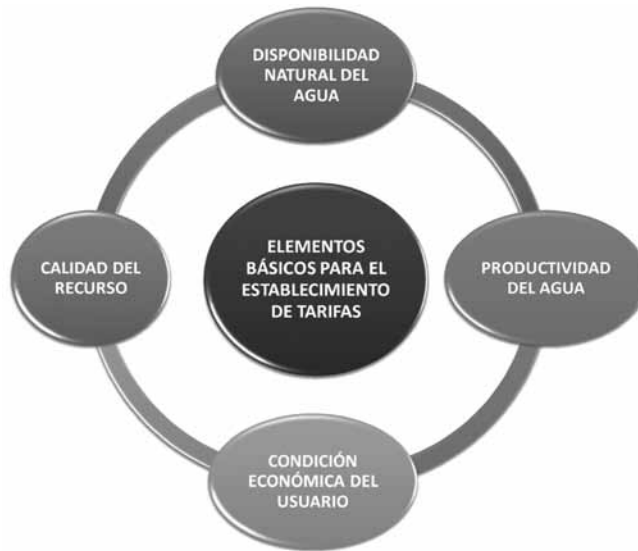 DISPONIBILIDAD
NATURAL DEL
AGUA
CALIDAD DEL
RECURSO
ELEMENTOS
BÁSICOS PARA EL
ESTABLECIMIENTO
DE TARIFAS
PRODUCTIVIDAD
DEL AGUA
CONDICIÓN
ECONÓMICA DEL
USUARIO